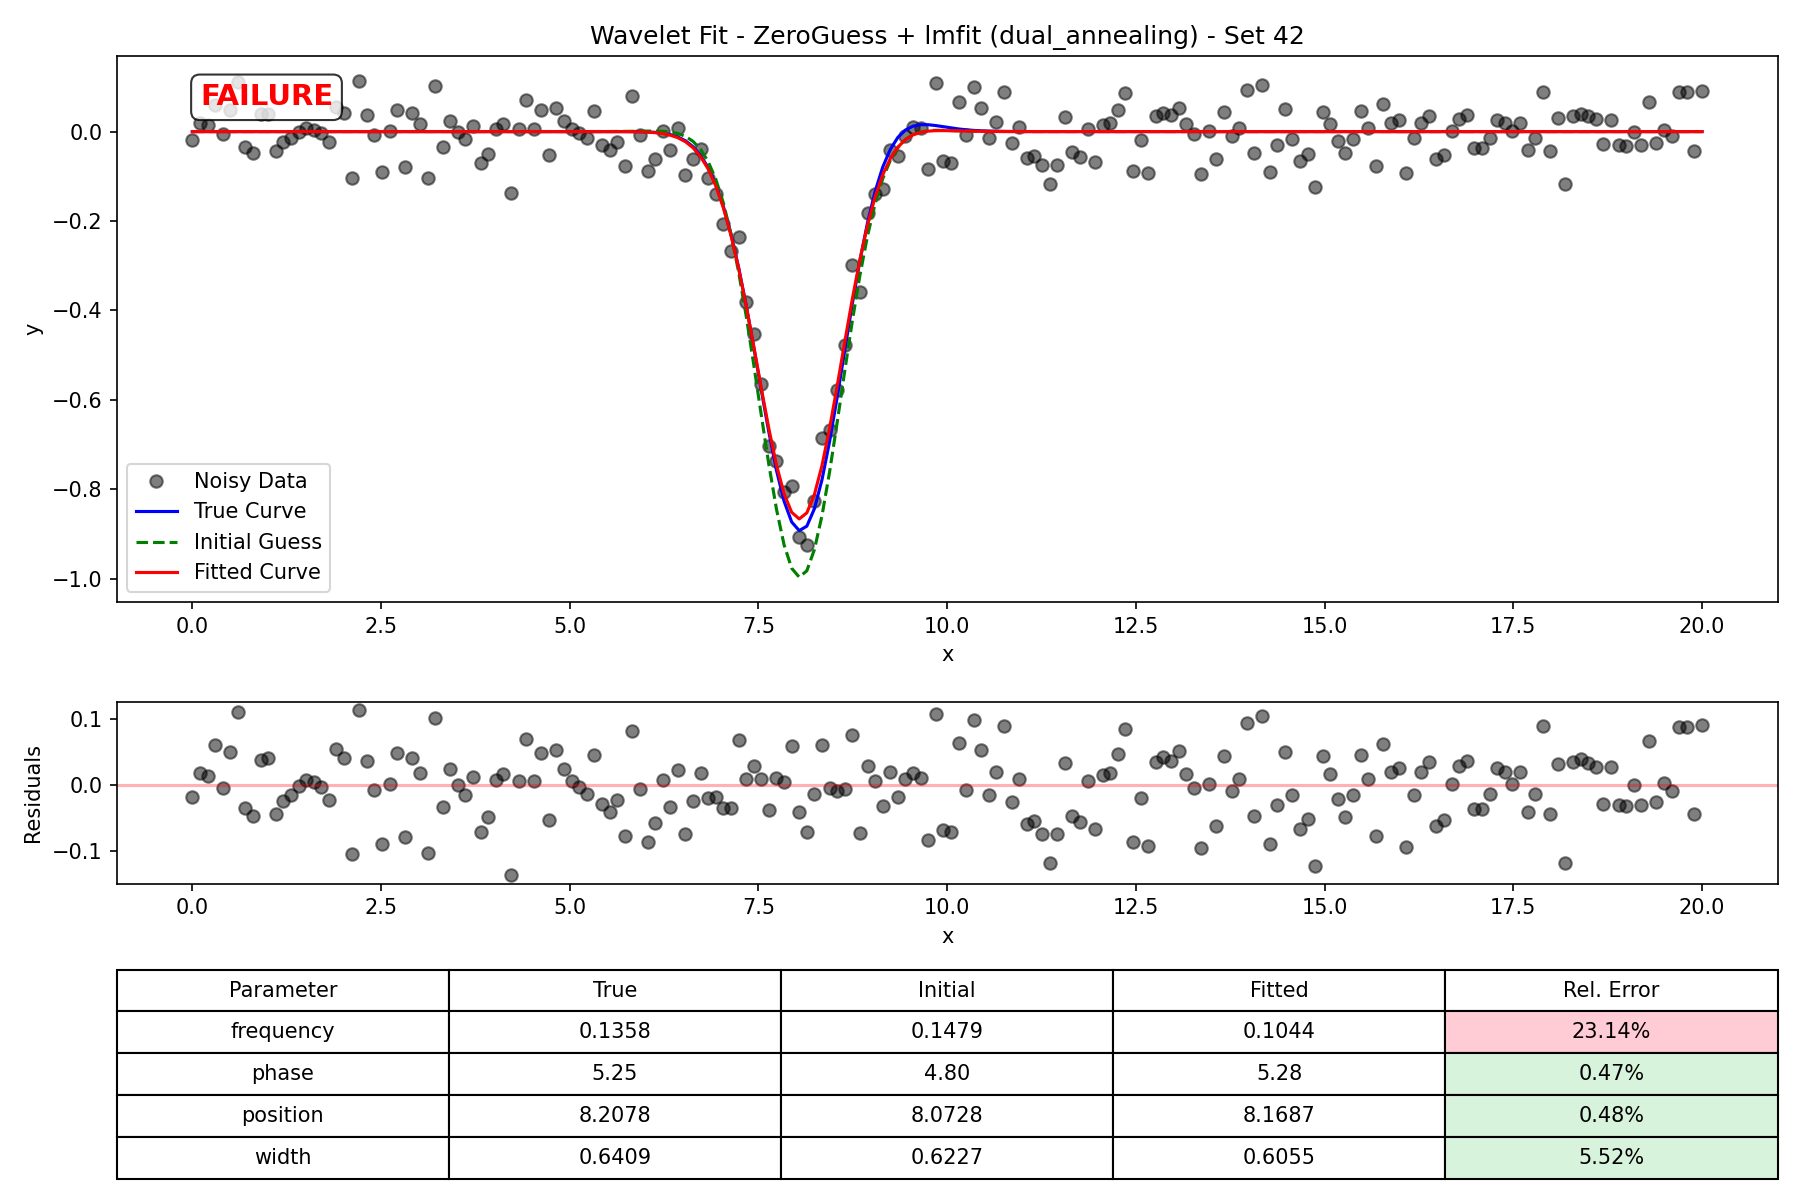 Wavelet Fit - ZeroGuess + lmfit (dual_annealing) - Set 42
FAILURE
0.0
−0.2
−0.4
−0.6
−0.8
−1.0
y
Noisy Data
True Curve
Initial Guess
Fitted Curve
0.0 2.5 5.0 7.5 10.0 12.5 15.0 17.5 20.0
x
0.1
0.0
−0.1
Residuals
0.0 2.5 5.0 7.5 10.0 12.5 15.0 17.5 20.0
x
Parameter True Initial Fitted Rel. Error
frequency 0.1358 0.1479 0.1044 23.14%
phase 5.25 4.80 5.28 0.47%
position 8.2078 8.0728 8.1687 0.48%
width 0.6409 0.6227 0.6055 5.52%